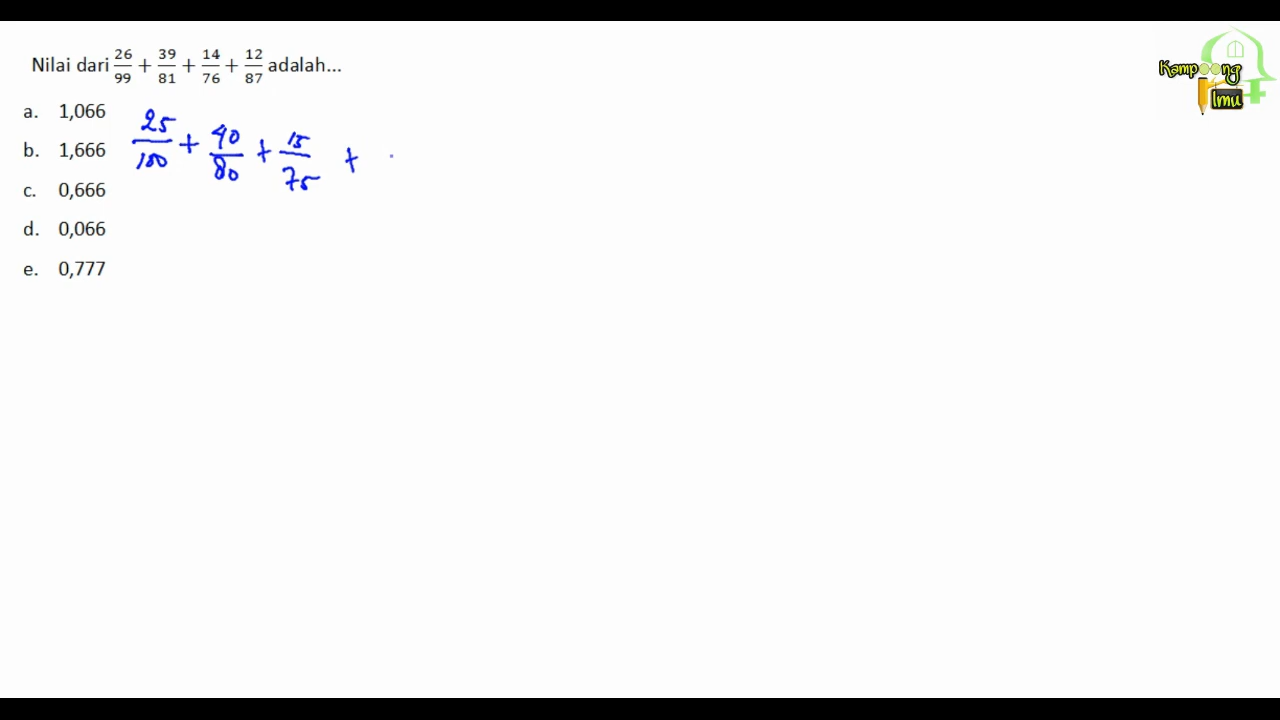 Nilai dari 26/99 + 39/81 + 14/76 + 12/87 adalah...
a. 1,066
b. 1,666
c. 0,666
d. 0,066
e. 0,777
25/100 + 40/80 + 15/75 +
Kampoong
Ilmu